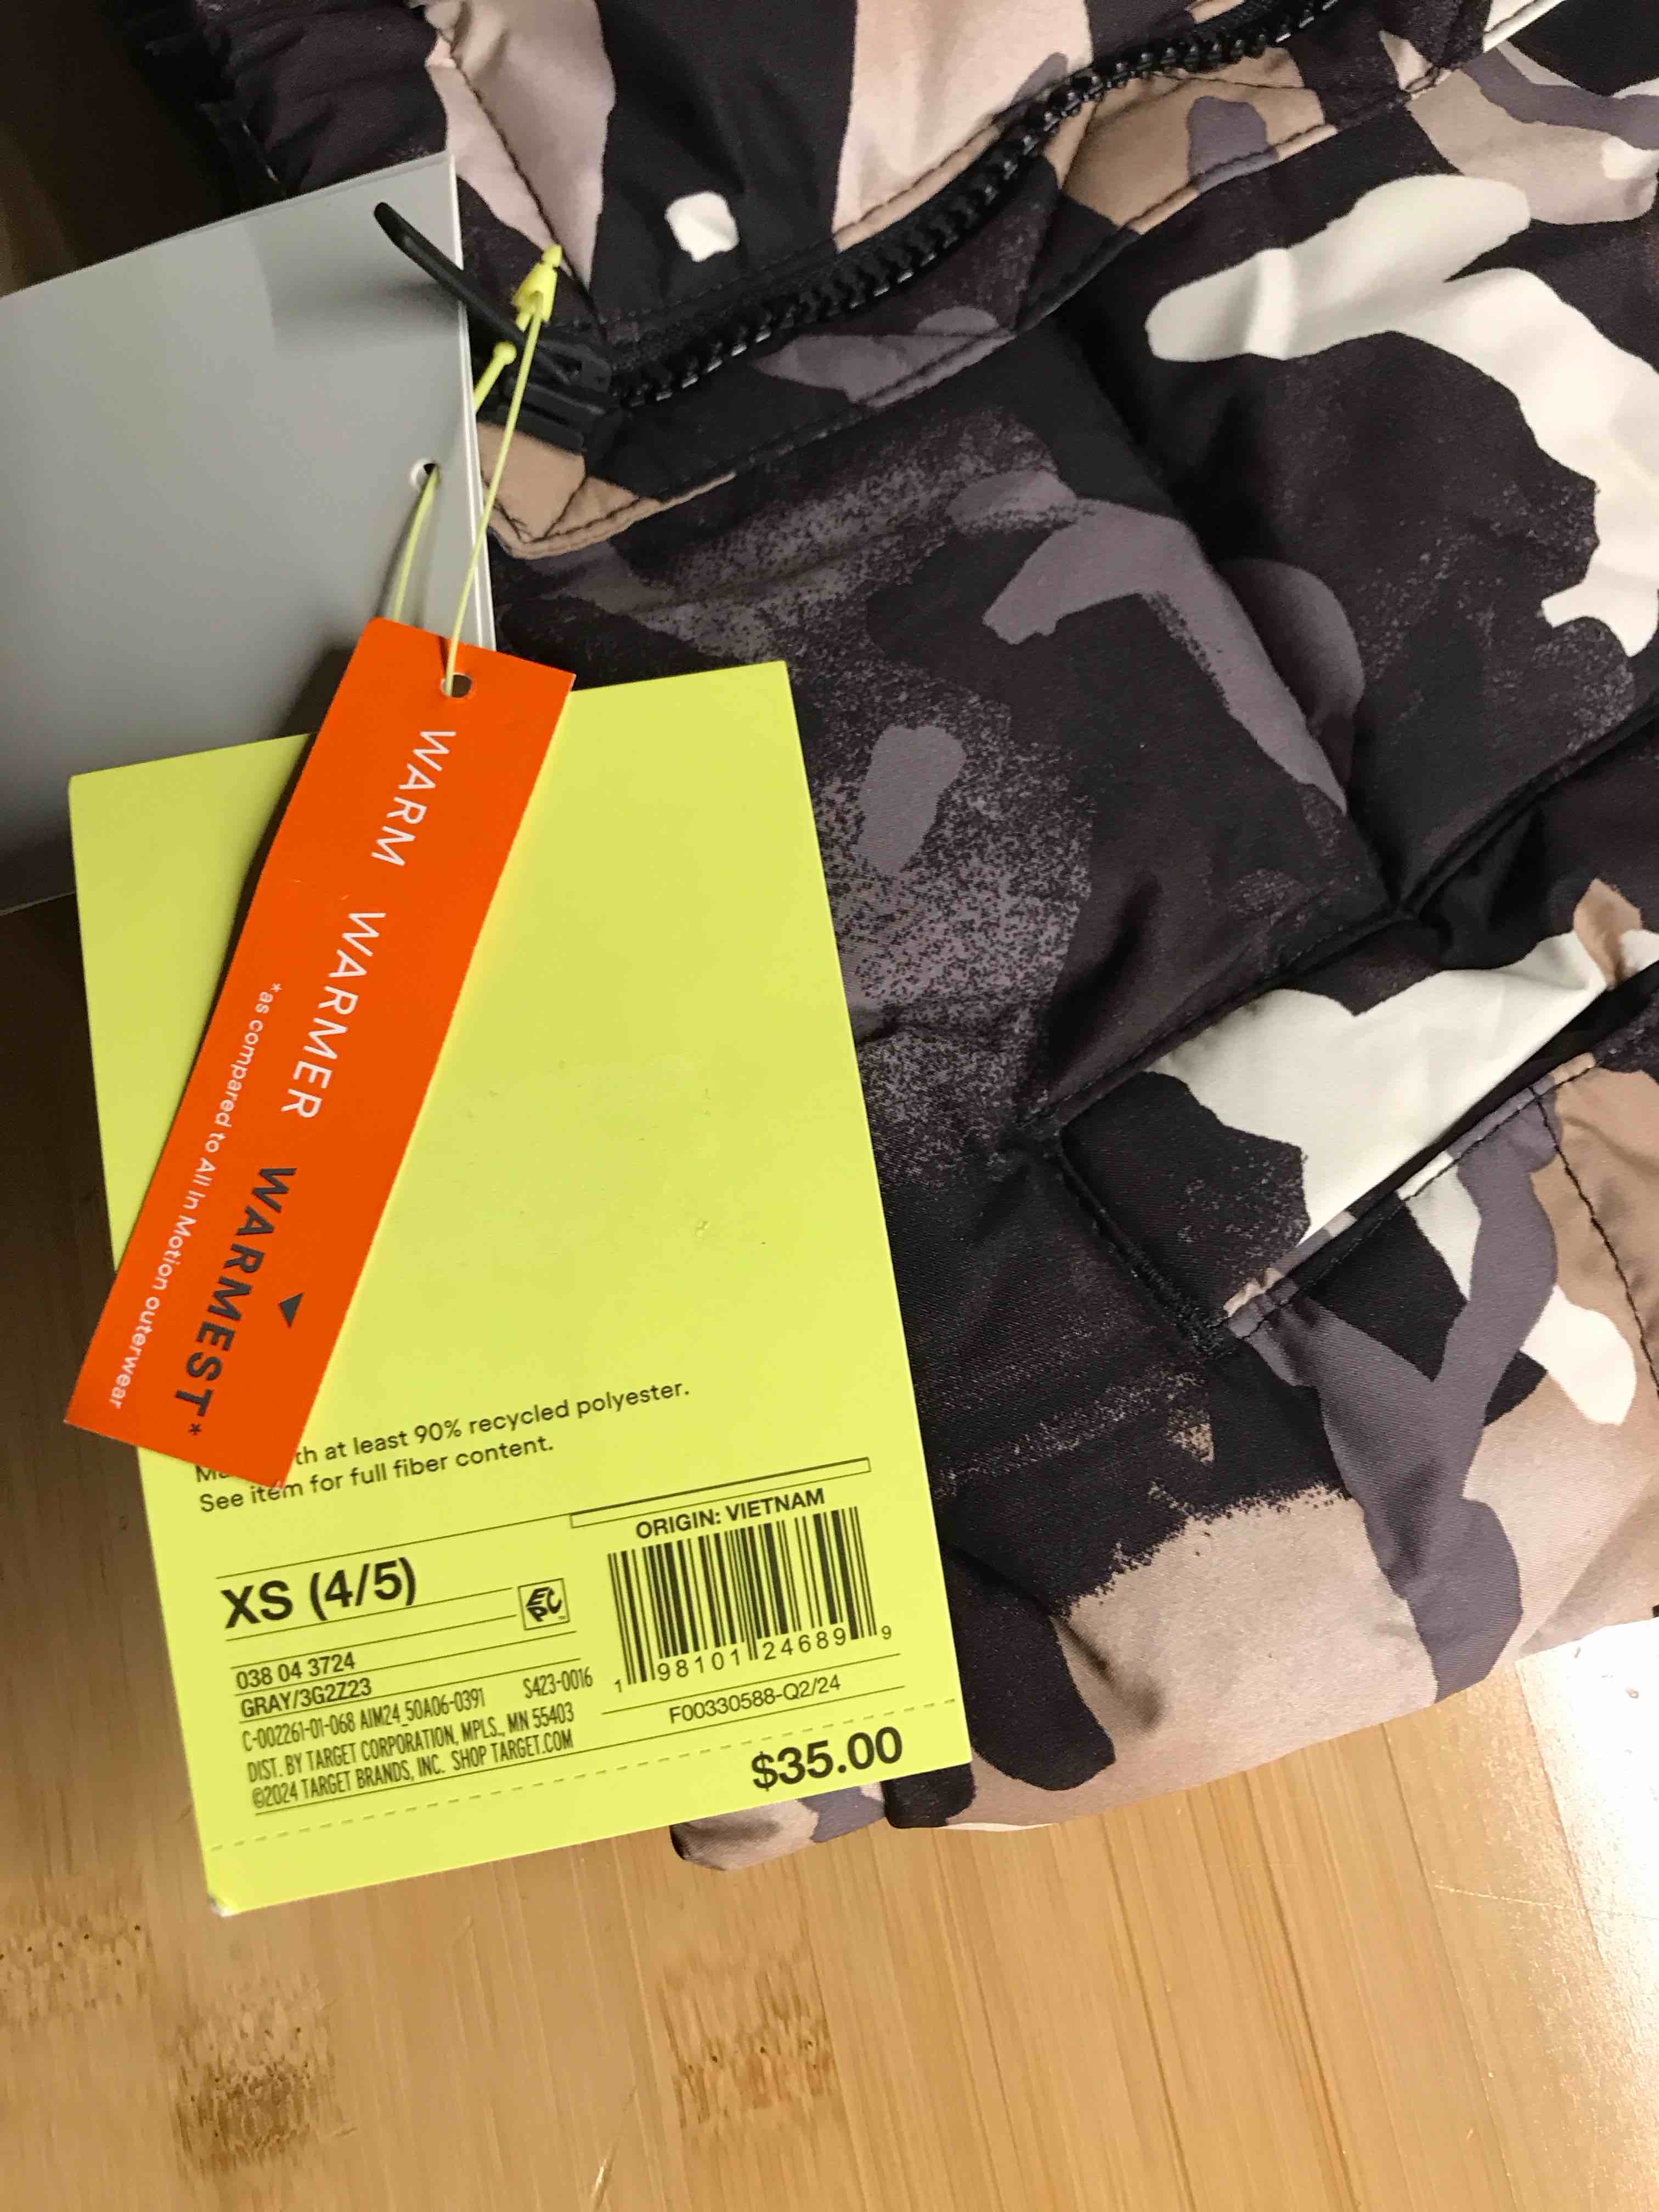 WARM WARMER WARMEST*
*as compared to All In Motion outerwear
th at least 90% recycled polyester.
See item for full fiber content.
ORIGIN: VIETNAM
XS (4/5)
EPC
038 04 3724
GRAY/3G2Z23
C-002261-01-068 AIM24_50A06-0391 S423-0016
DIST. BY TARGET CORPORATION, MPLS., MN 55403
©2024 TARGET BRANDS, INC. SHOP TARGET.COM
1 98101 24689 9
F00330588-Q2/24
$35.00